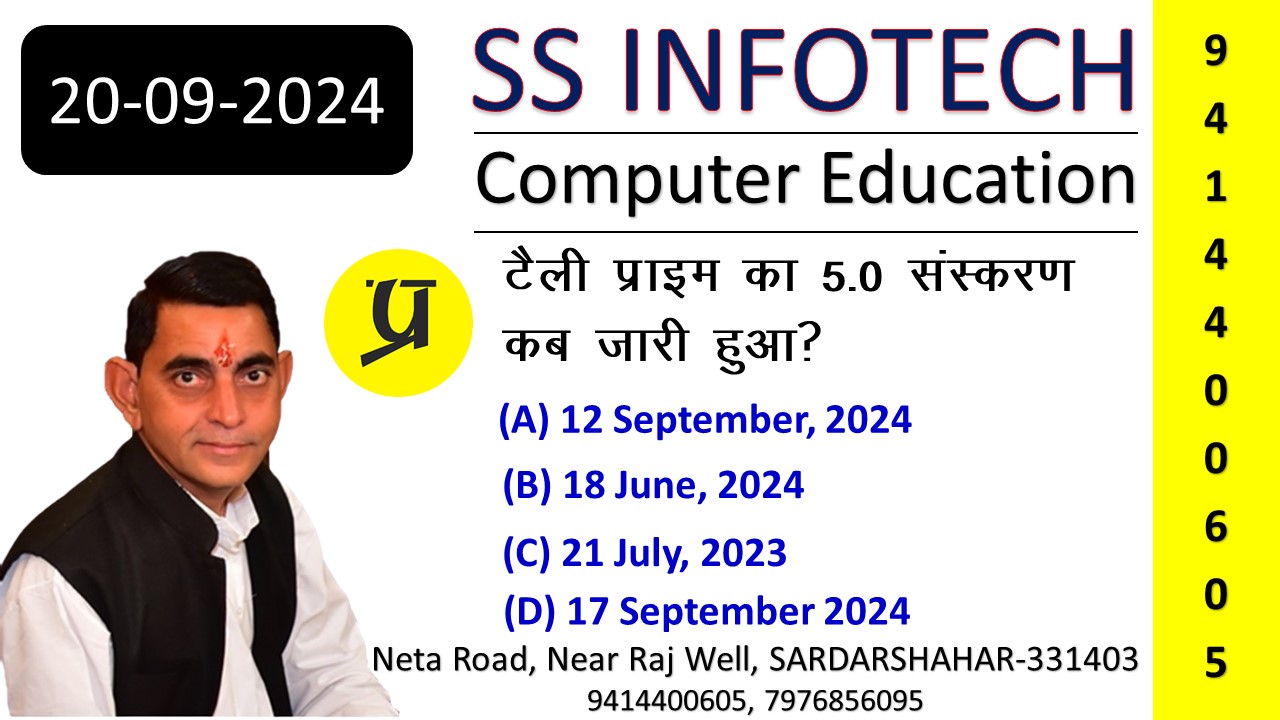 20-09-2024
SS INFOTECH
Computer Education
प्र
टैली प्राइम का 5.0 संस्करण
कब जारी हुआ?
(A) 12 September, 2024
(B) 18 June, 2024
(C) 21 July, 2023
(D) 17 September 2024
Neta Road, Near Raj Well, SARDARSHAHAR-331403
9414400605, 7976856095
9
4
1
4
4
0
0
6
0
5